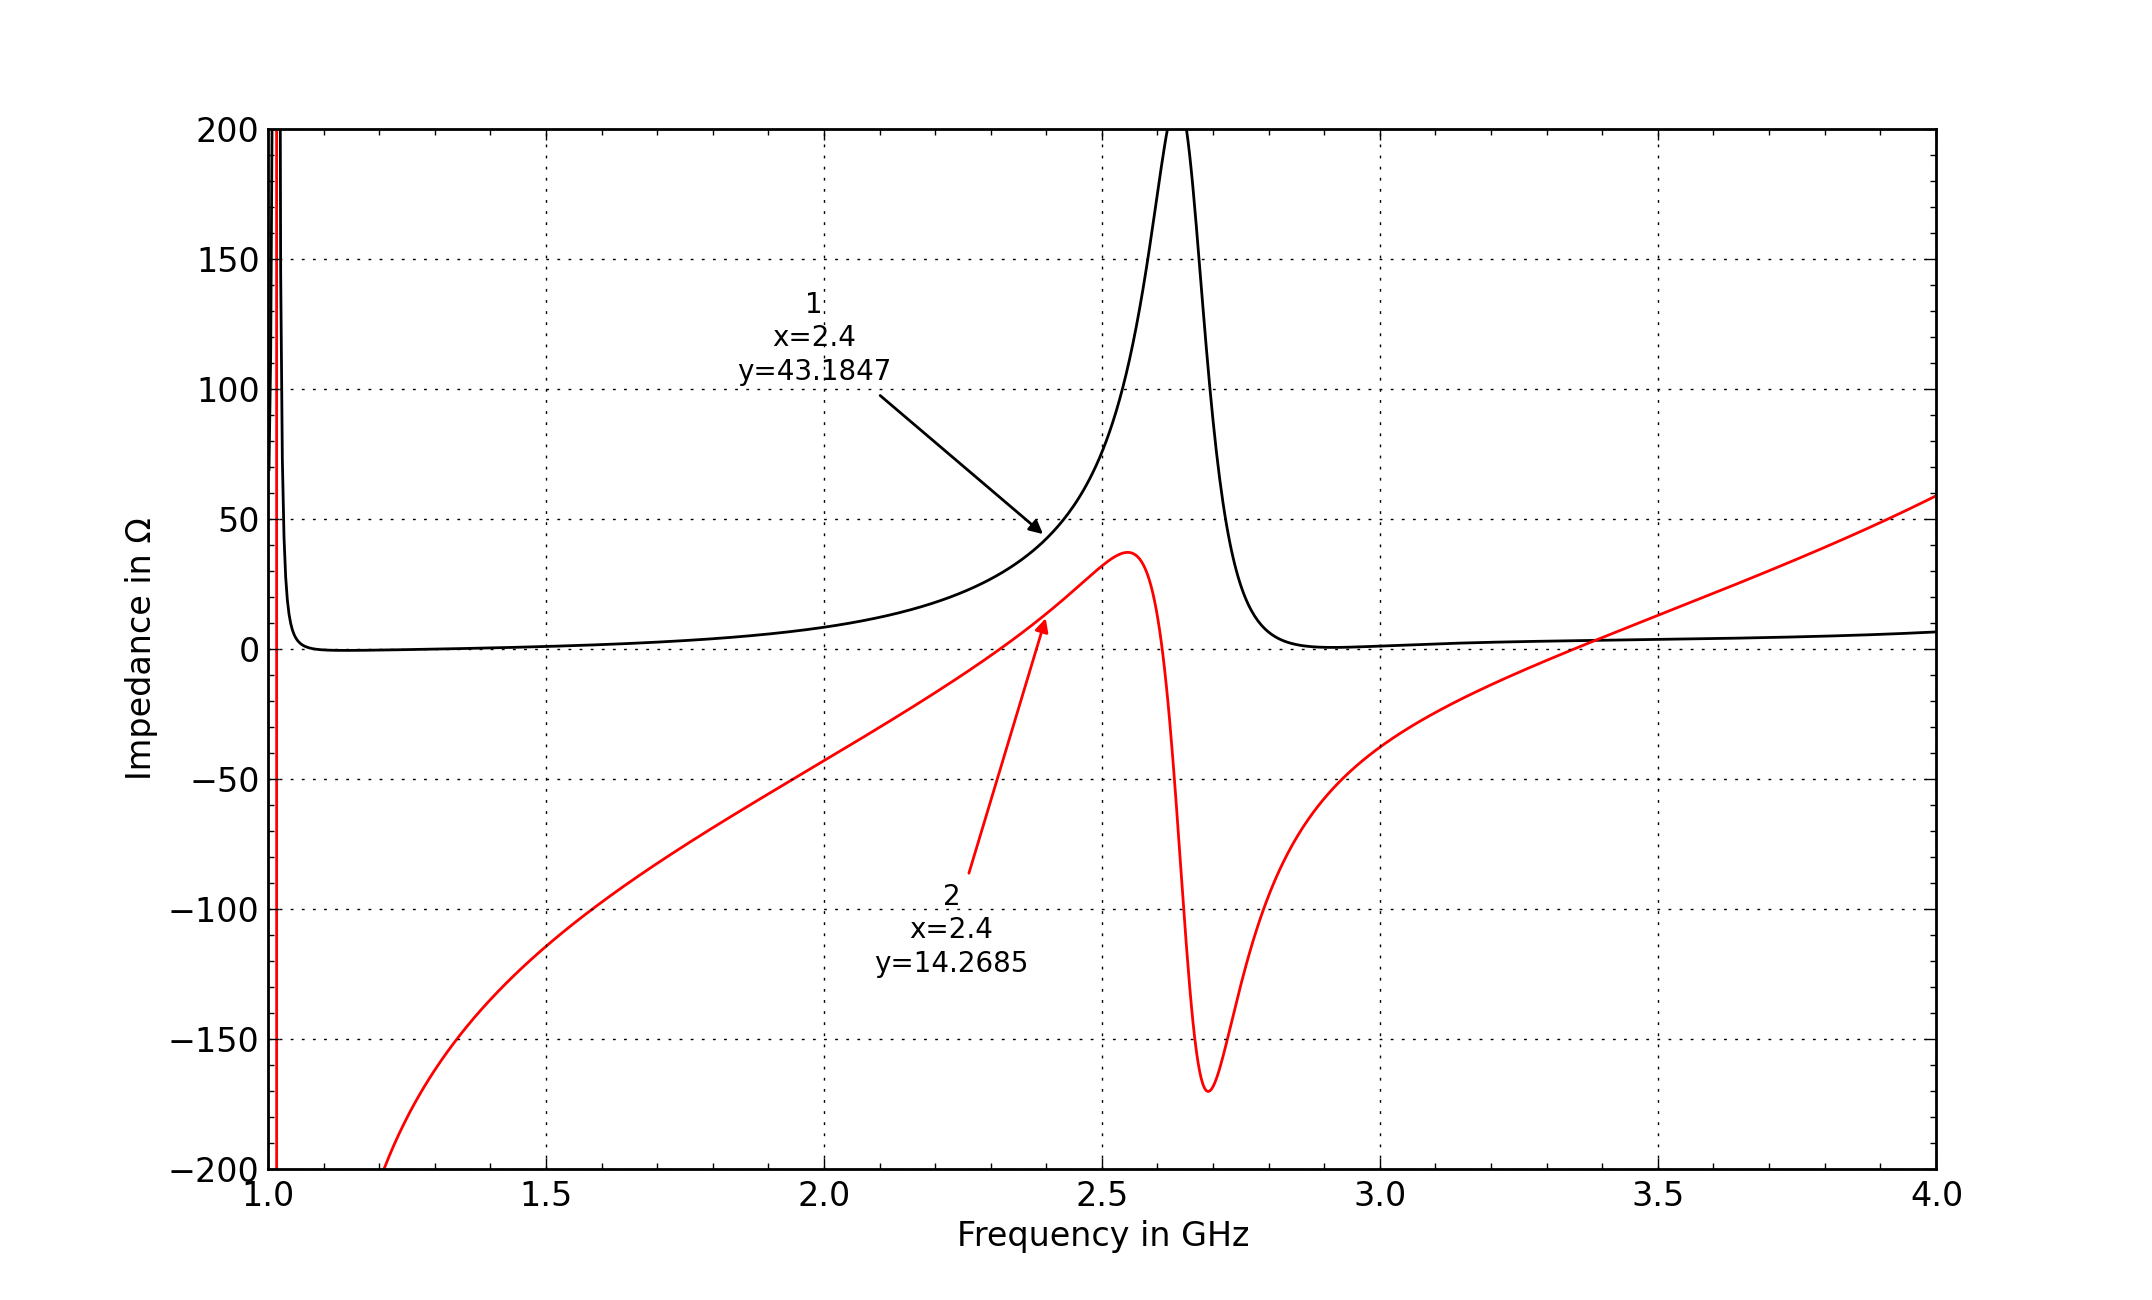 200
150
100
50
0
−50
−100
−150
−200
Impedance in Ω
1
x=2.4
y=43.1847
2
x=2.4
y=14.2685
1.0 1.5 2.0 2.5 3.0 3.5 4.0
Frequency in GHz